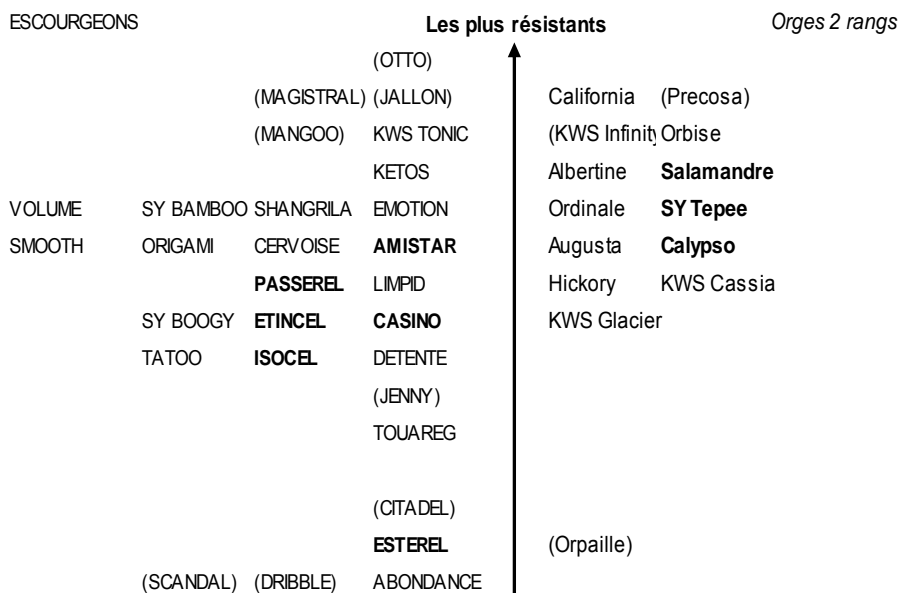 ESCOURGEONS Les plus résistants Orges 2 rangs
(OTTO)
(MAGISTRAL) (JALLON) California (Precosa)
(MANGOO) KWS TONIC (KWS Infinity Orbise
KETOS Albertine Salamandre
VOLUME SY BAMBOO SHANGRILA EMOTION Ordinale SY Tepee
SMOOTH ORIGAMI CERVOISE AMISTAR Augusta Calypso
PASSEREL LIMPID Hickory KWS Cassia
SY BOOGY ETINCEL CASINO KWS Glacier
TATOO ISOCEL DETENTE
(JENNY)
TOUAREG
(CITADEL)
ESTEREL (Orpaille)
(SCANDAL) (DRIBBLE) ABONDANCE